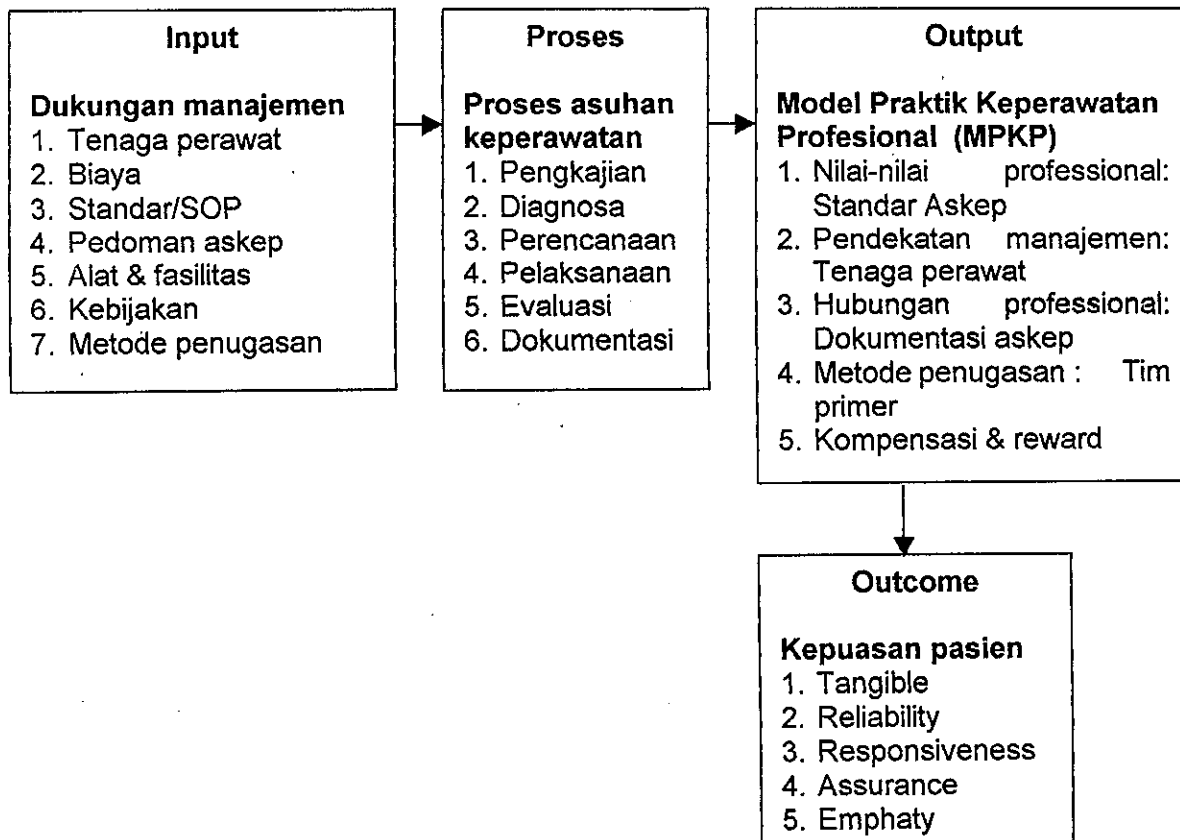 Input
Dukungan manajemen
1. Tenaga perawat
2. Biaya
3. Standar/SOP
4. Pedoman askep
5. Alat & fasilitas
6. Kebijakan
7. Metode penugasan
Proses
Proses asuhan
keperawatan
1. Pengkajian
2. Diagnosa
3. Perencanaan
4. Pelaksanaan
5. Evaluasi
6. Dokumentasi
Output
Model Praktik Keperawatan
Profesional (MPKP)
1. Nilai-nilai professional:
Standar Askep
2. Pendekatan manajemen:
Tenaga perawat
3. Hubungan professional:
Dokumentasi askep
4. Metode penugasan : Tim
primer
5. Kompensasi & reward
Outcome
Kepuasan pasien
1. Tangible
2. Reliability
3. Responsiveness
4. Assurance
5. Emphaty